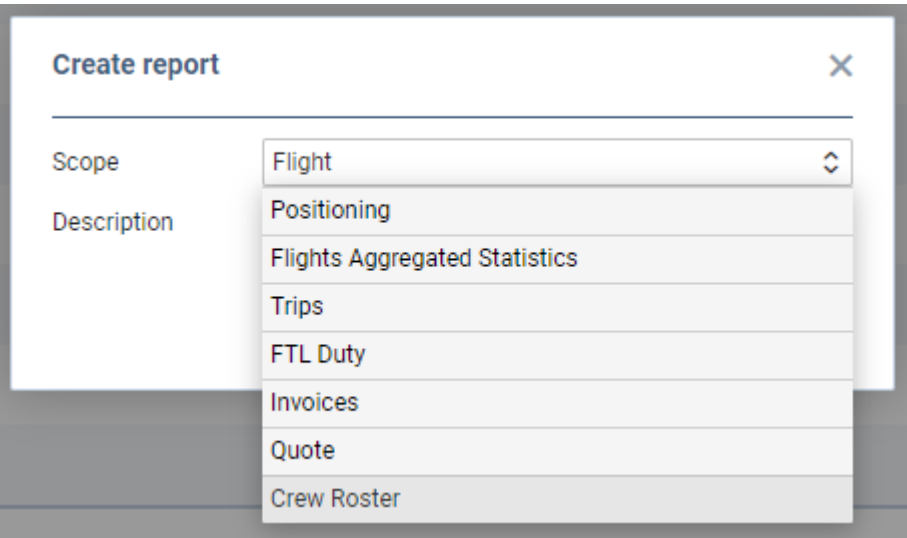 Create report
Scope
Flight
Description
Positioning
Flights Aggregated Statistics
Trips
FTL Duty
Invoices
Quote
Crew Roster